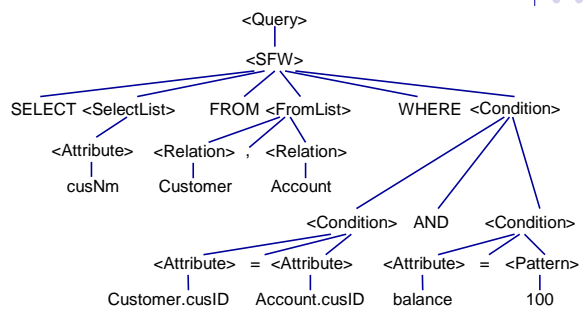 <Query>
<SFW>
SELECT <SelectList> FROM <FromList> WHERE <Condition>
<Attribute> <Relation> , <Relation>
cusNm Customer Account
<Condition> AND <Condition>
<Attribute> = <Attribute> <Attribute> = <Pattern>
Customer.cusID Account.cusID balance 100